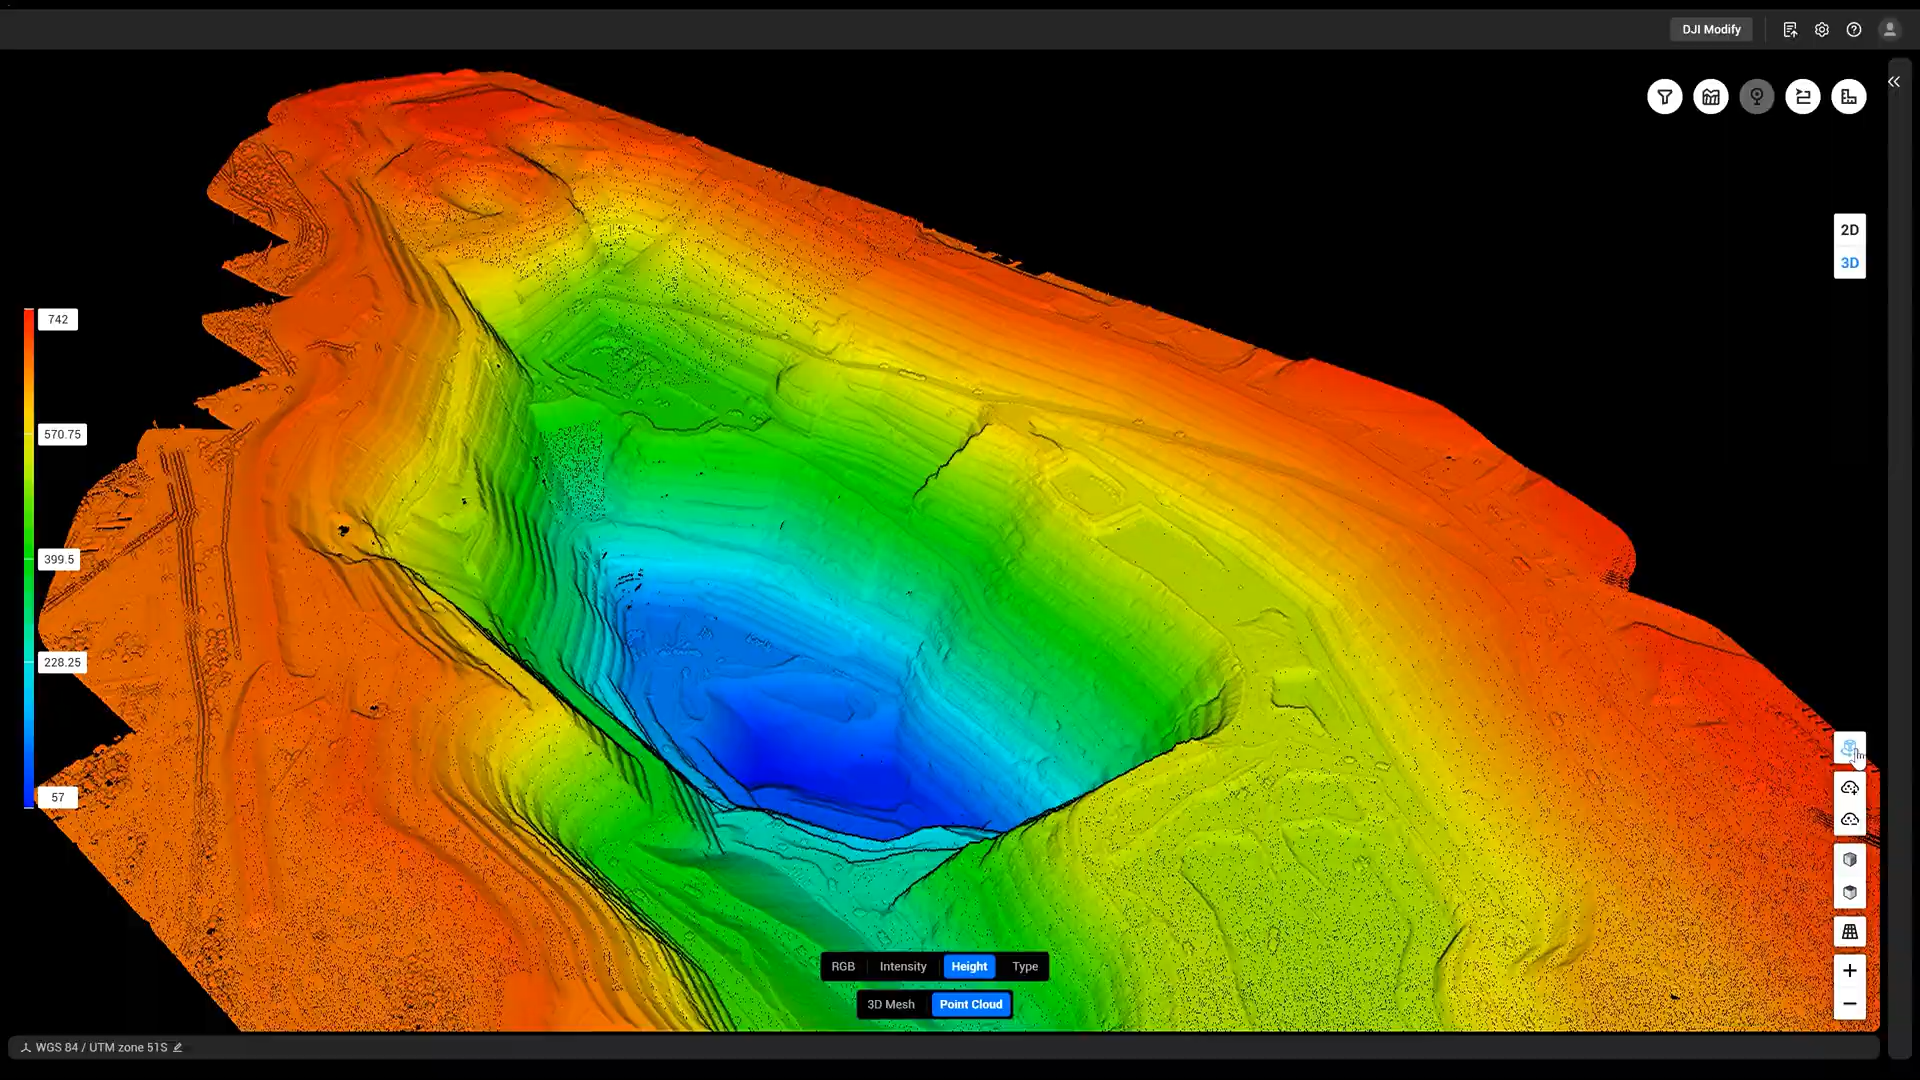 DJI Modify
2D
3D
742
570.75
399.5
228.25
57
RGB Intensity Height Type
3D Mesh Point Cloud
WGS 84 / UTM zone 51S